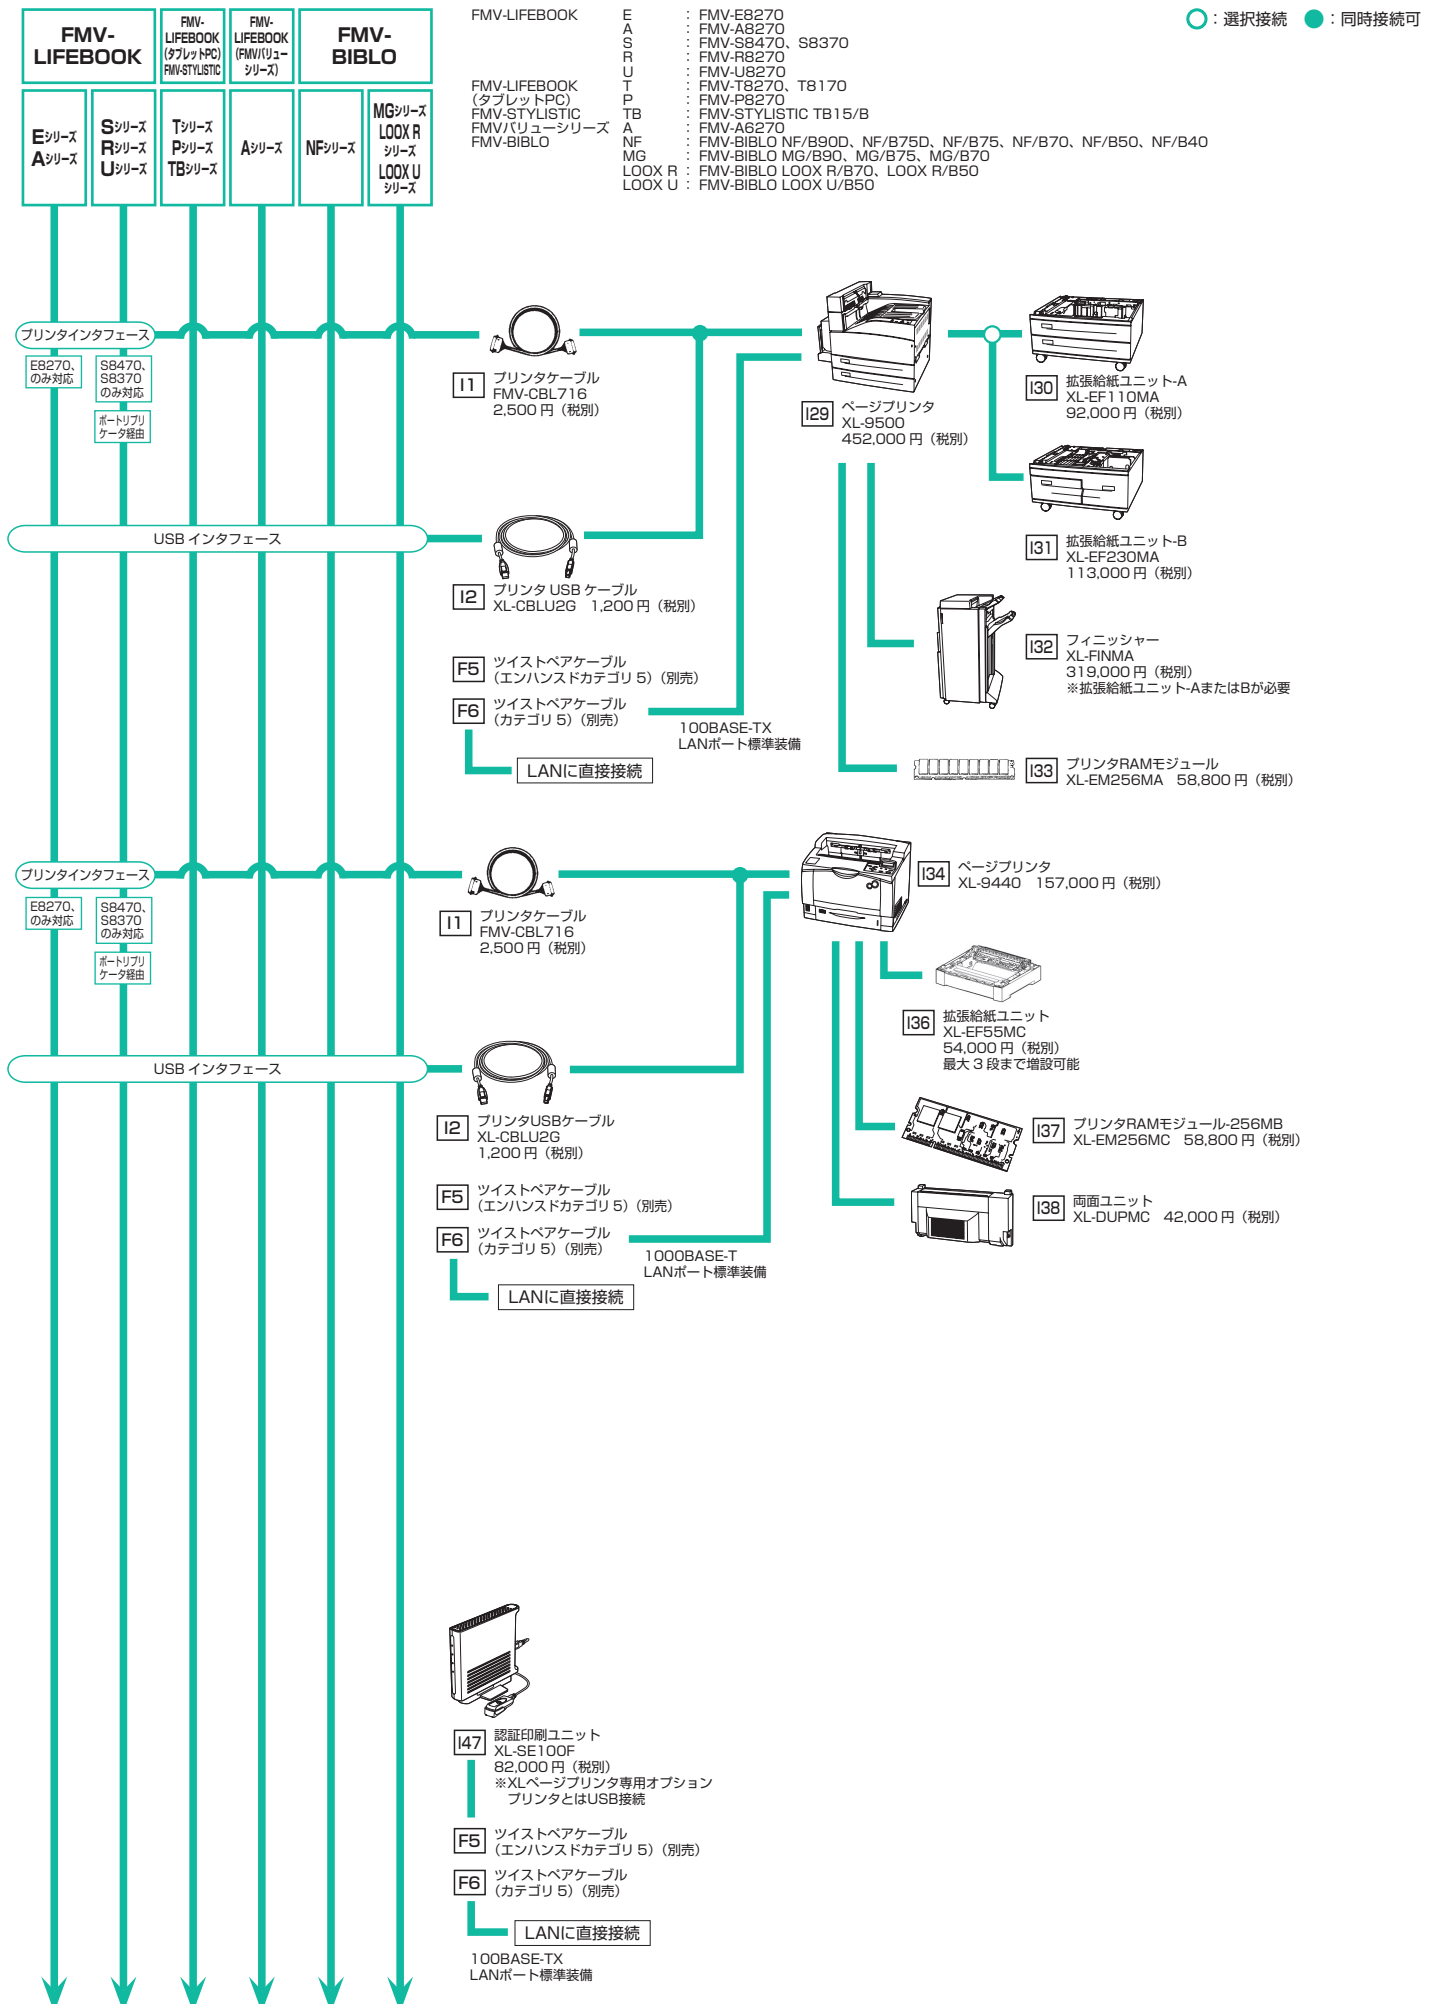 FMV-
LIFEBOOK
FMV-
LIFEBOOK
(タブレットPC)
FMV-STYLISTIC
FMV-
LIFEBOOK
(FMVバリュー
シリーズ)
FMV-
BIBLO
Eシリーズ
Aシリーズ
Sシリーズ
Rシリーズ
Uシリーズ
Tシリーズ
Pシリーズ
TBシリーズ
Aシリーズ
NFシリーズ
MGシリーズ
LOOX R
シリーズ
LOOX U
シリーズ
FMV-LIFEBOOK E : FMV-E8270
A : FMV-A8270
S : FMV-S8470、S8370
R : FMV-R8270
U : FMV-U8270
FMV-LIFEBOOK T : FMV-T8270、T8170
(タブレットPC) P : FMV-P8270
FMV-STYLISTIC TB : FMV-STYLISTIC TB15/B
FMVバリューシリーズ A : FMV-A6270
FMV-BIBLO NF : FMV-BIBLO NF/B90D、NF/B75D、NF/B75、NF/B70、NF/B50、NF/B40
MG : FMV-BIBLO MG/B90、MG/B75、MG/B70
LOOX R : FMV-BIBLO LOOX R/B70、LOOX R/B50
LOOX U : FMV-BIBLO LOOX U/B50
：選択接続 ：同時接続可
プリンタインタフェース
E8270、
のみ対応
S8470、
S8370
のみ対応
ポートリプリ
ケータ経由
I1 プリンタケーブル
FMV-CBL716
2,500円（税別）
I29 ページプリンタ
XL-9500
452,000円（税別）
I30 拡張給紙ユニット-A
XL-EF110MA
92,000円（税別）
I31 拡張給紙ユニット-B
XL-EF230MA
113,000円（税別）
USB インタフェース
I2 プリンタ USB ケーブル
XL-CBLU2G 1,200円（税別）
I32 フィニッシャー
XL-FINMA
319,000円（税別）
※拡張給紙ユニット-AまたはBが必要
F5 ツイストペアケーブル
（エンハンスドカテゴリ 5）（別売）
F6 ツイストペアケーブル
（カテゴリ 5）（別売）
100BASE-TX
LANポート標準装備
LANに直接接続
I33 プリンタRAMモジュール
XL-EM256MA 58,800円（税別）
プリンタインタフェース
E8270、
のみ対応
S8470、
S8370
のみ対応
ポートリプリ
ケータ経由
I1 プリンタケーブル
FMV-CBL716
2,500円（税別）
I34 ページプリンタ
XL-9440 157,000円（税別）
I36 拡張給紙ユニット
XL-EF55MC
54,000円（税別）
最大 3 段まで増設可能
USB インタフェース
I2 プリンタUSBケーブル
XL-CBLU2G
1,200円（税別）
I37 プリンタRAMモジュール-256MB
XL-EM256MC 58,800円（税別）
F5 ツイストペアケーブル
（エンハンスドカテゴリ 5）（別売）
I38 両面ユニット
XL-DUPMC 42,000円（税別）
F6 ツイストペアケーブル
（カテゴリ 5）（別売）
1000BASE-T
LANポート標準装備
LANに直接接続
I47 認証印刷ユニット
XL-SE100F
82,000円（税別）
※XLページプリンタ専用オプション
プリンタとはUSB接続
F5 ツイストペアケーブル
（エンハンスドカテゴリ 5）（別売）
F6 ツイストペアケーブル
（カテゴリ 5）（別売）
LANに直接接続
100BASE-TX
LANポート標準装備